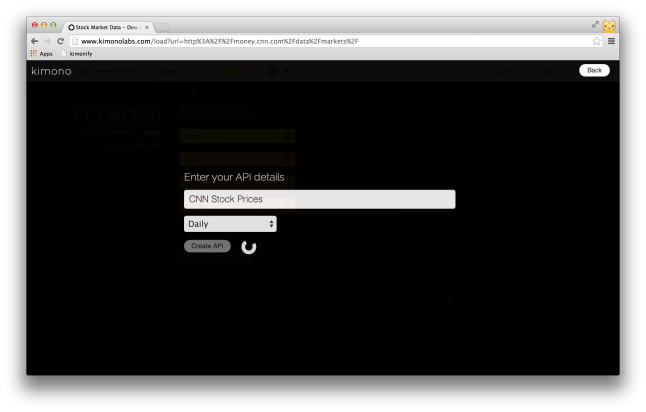 Stock Market Data - Dow J
www.kimonolabs.com/load?url=http%3A%2F%2Fmoney.cnn.com%2Fdata%2Fmarkets%2F
Apps kimonify
kimono
Back
1 Collection
Enter your API details
CNN Stock Prices
Daily
Create API